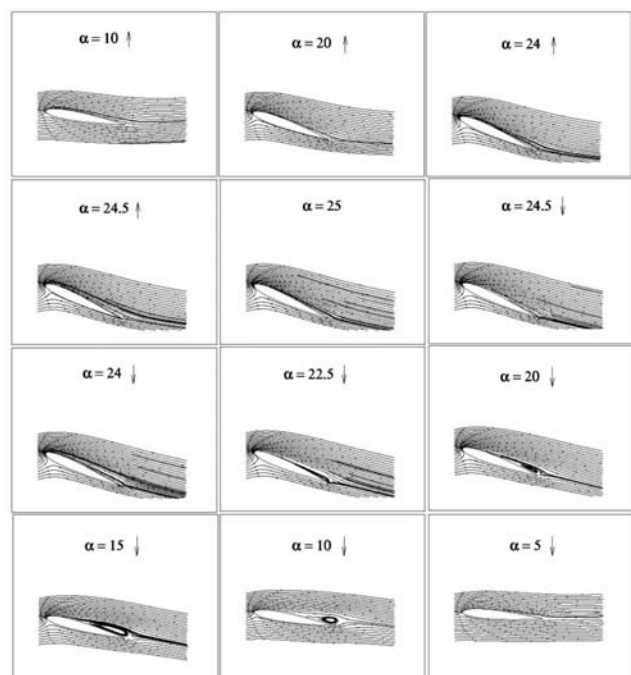 α = 10 ↑
α = 20 ↑
α = 24 ↑
α = 24.5 ↑
α = 25
α = 24.5 ↓
α = 24 ↓
α = 22.5 ↓
α = 20 ↓
α = 15 ↓
α = 10 ↓
α = 5 ↓